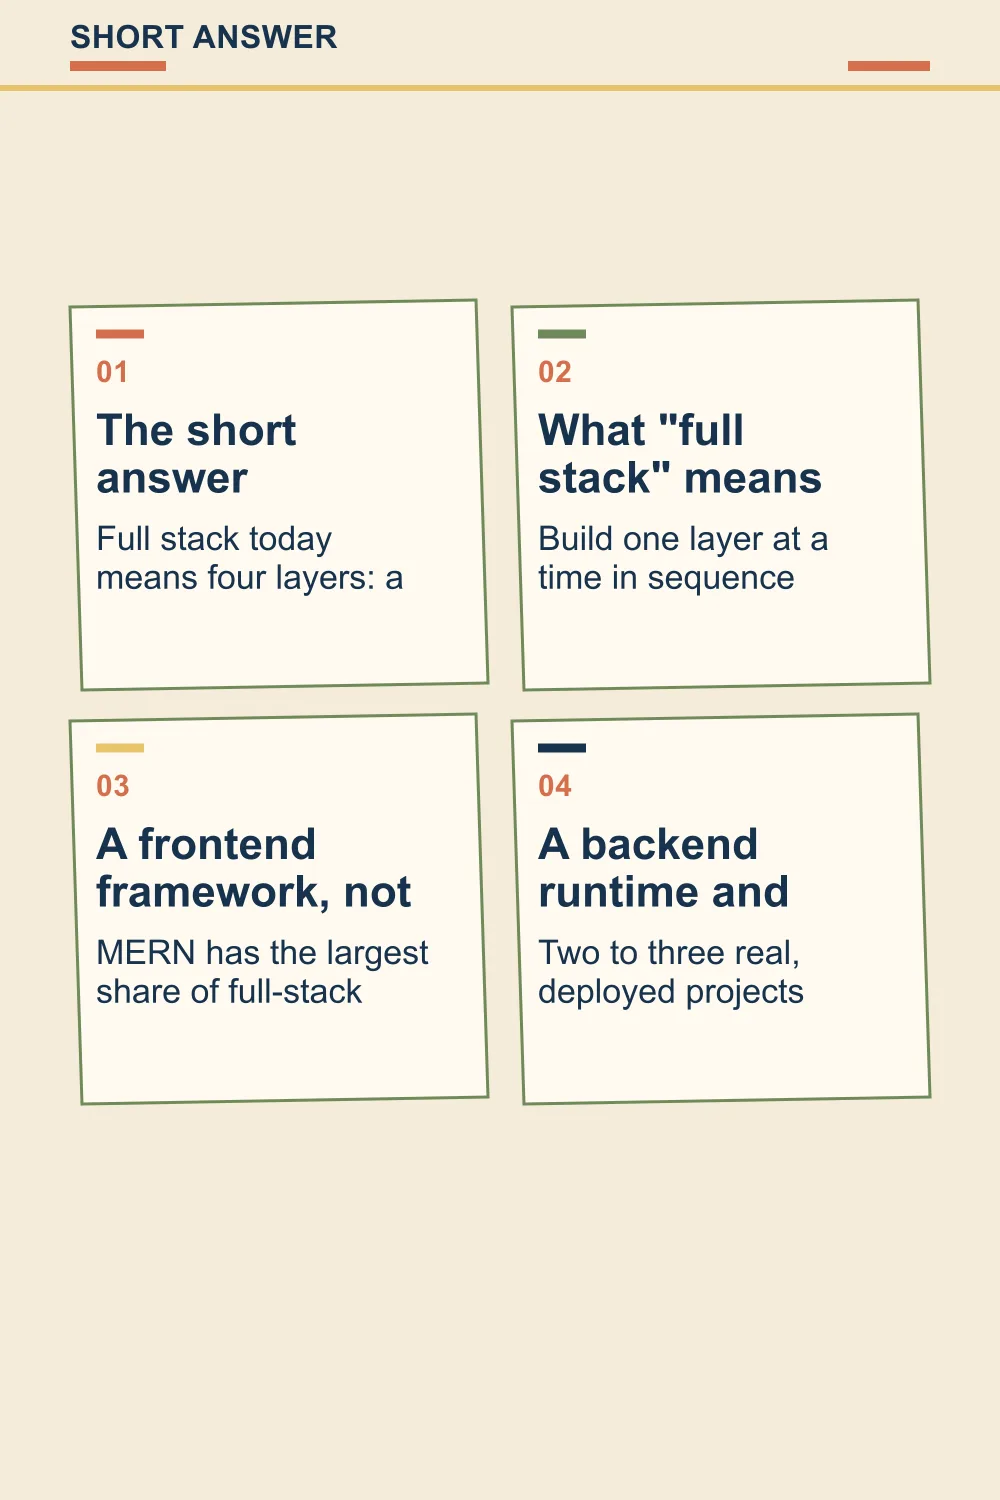 SHORT ANSWER
01
The short
answer
Full stack today
means four layers: a
02
What "full
stack" means
Build one layer at a
time in sequence
03
A frontend
framework, not
MERN has the largest
share of full-stack
04
A backend
runtime and
Two to three real,
deployed projects